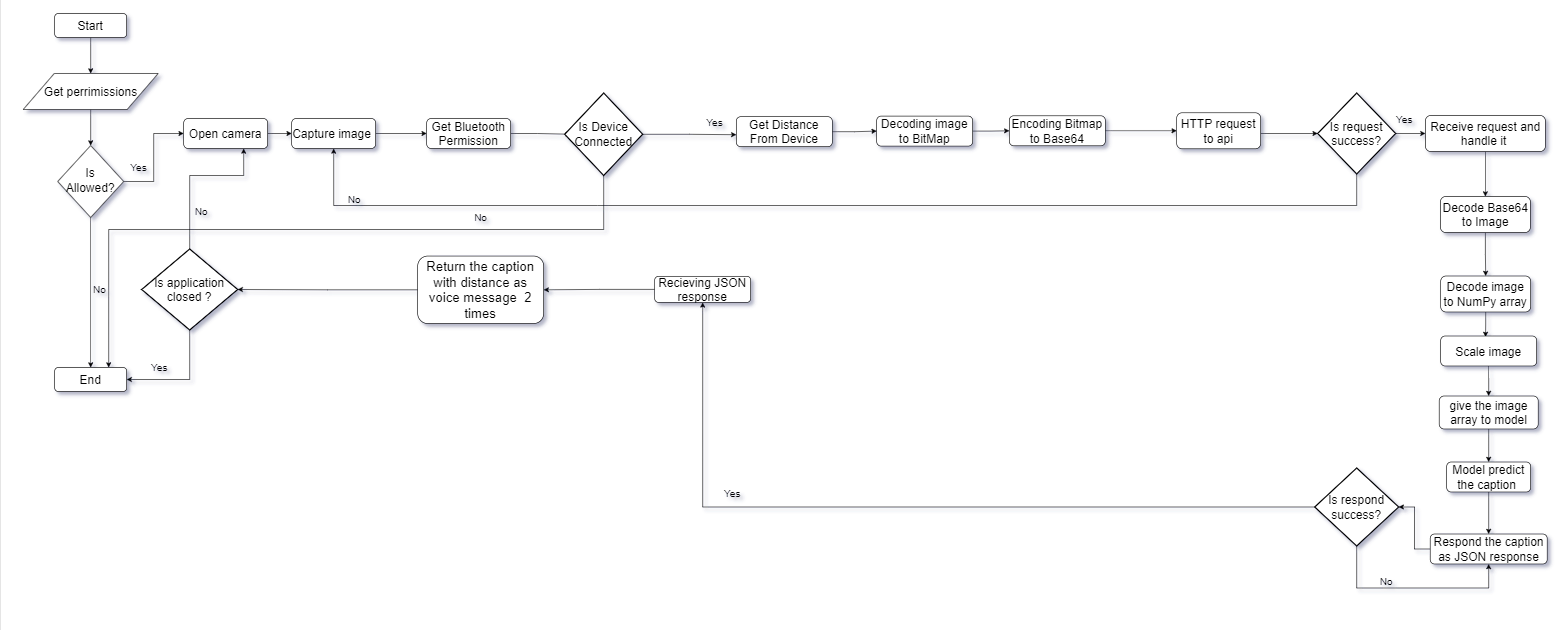 Start
Get perrimissions
Is
Allowed?
Yes
No
Open camera
Capture image
Get Bluetooth
Permission
Is Device
Connected
Yes
No
Get Distance
From Device
Decoding image
to BitMap
Encoding Bitmap
to Base64
HTTP request
to api
Is request
success?
Yes
No
Receive request and
handle it
Decode Base64
to Image
Decode image
to NumPy array
Scale image
give the image
array to model
Model predict
the caption
Respond the caption
as JSON response
Is respond
success?
No
Yes
Recieving JSON
response
Return the caption
with distance as
voice message 2
times
Is application
closed ?
No
Yes
End